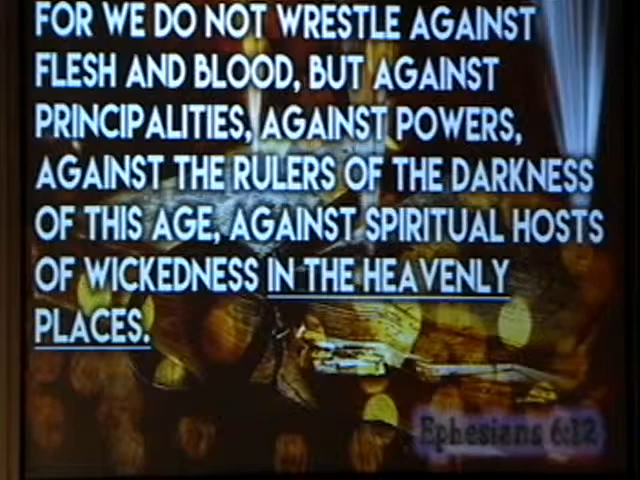 FOR WE DO NOT WRESTLE AGAINST
FLESH AND BLOOD, BUT AGAINST
PRINCIPALITIES, AGAINST POWERS,
AGAINST THE RULERS OF THE DARKNESS
OF THIS AGE, AGAINST SPIRITUAL HOSTS
OF WICKEDNESS IN THE HEAVENLY
PLACES.
Ephesians 6:12